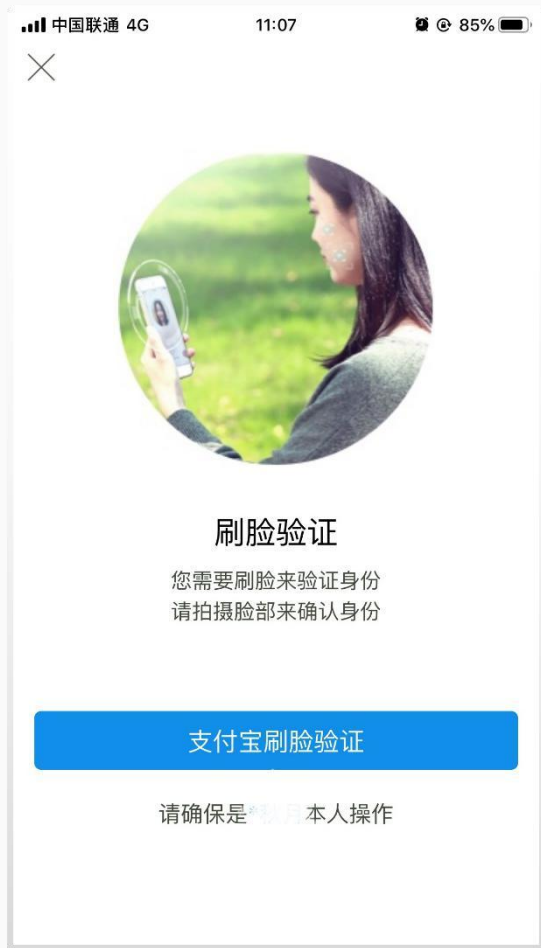 中国联通 4G 11:07 85%
刷脸验证
您需要刷脸来验证身份
请拍摄脸部来确认身份
支付宝刷脸验证
请确保是*秋月本人操作